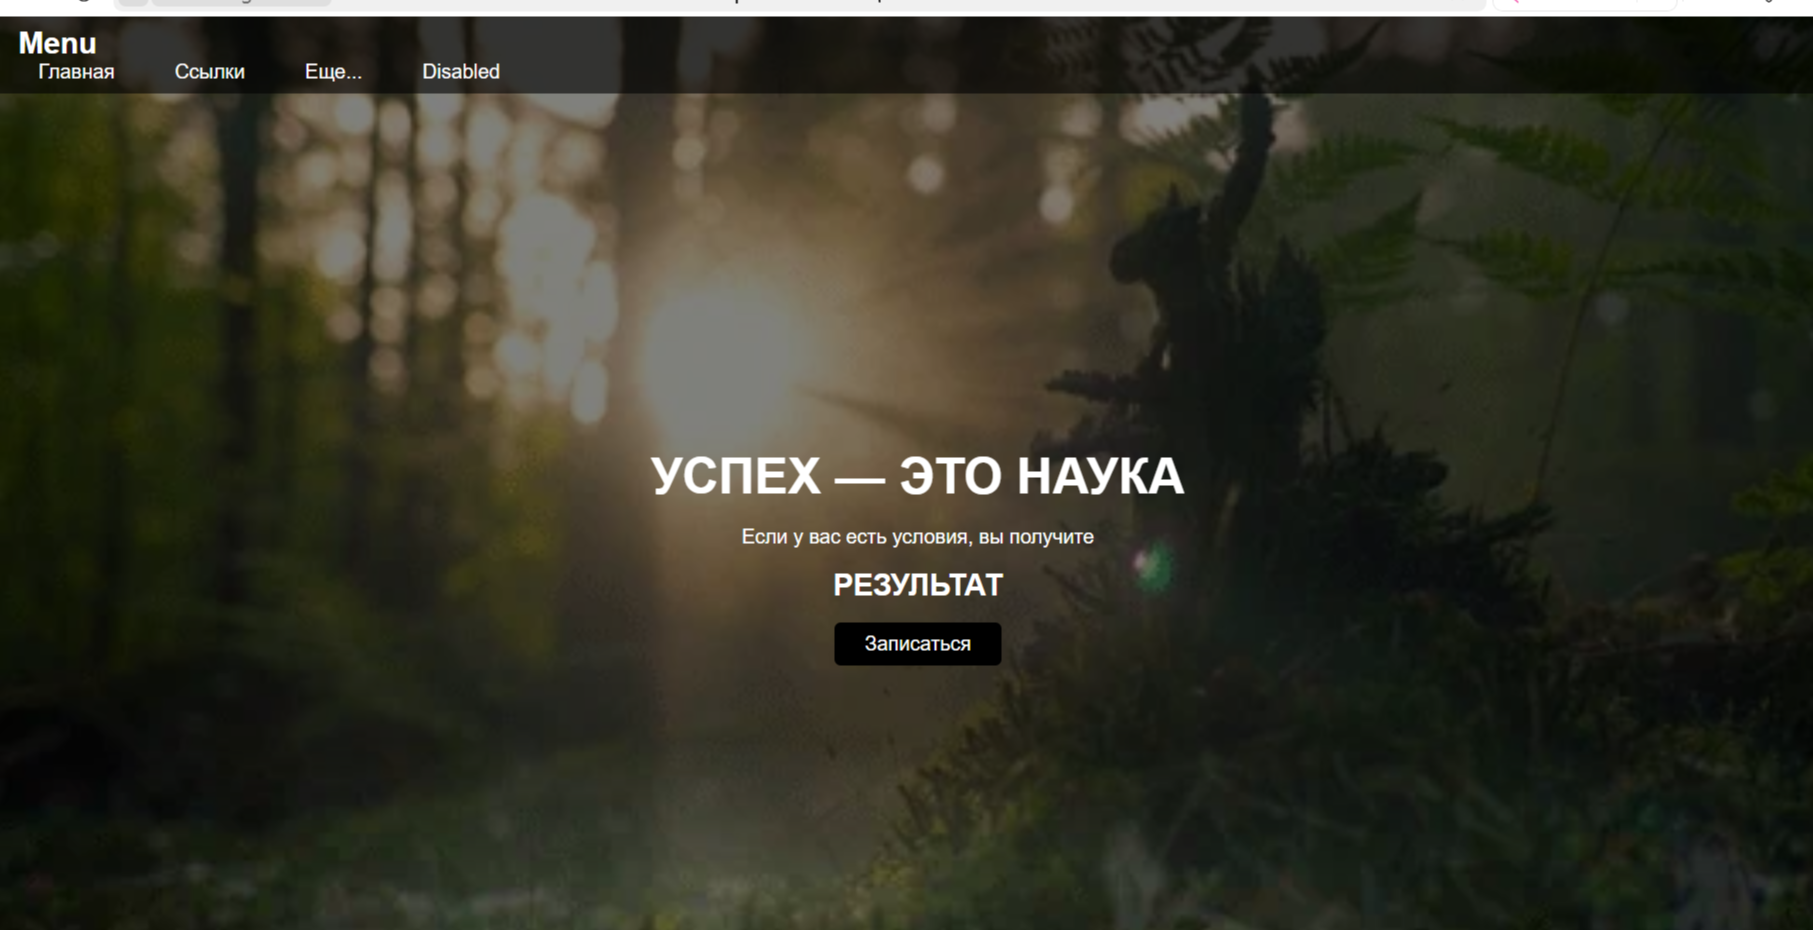 Menu
Главная Ссылки Еще... Disabled
УСПЕХ — ЭТО НАУКА
Если у вас есть условия, вы получите
РЕЗУЛЬТАТ
Записаться